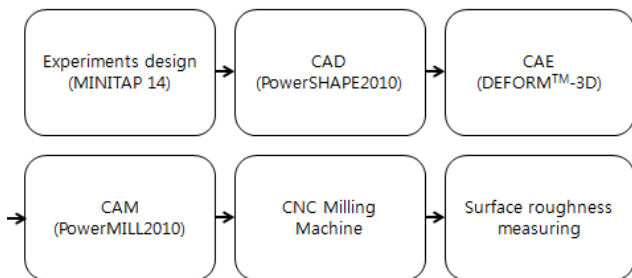 Experiments design
(MINITAP 14)
CAD
(PowerSHAPE2010)
CAE
(DEFORM™-3D)
CAM
(PowerMILL2010)
CNC Milling
Machine
Surface roughness
measuring